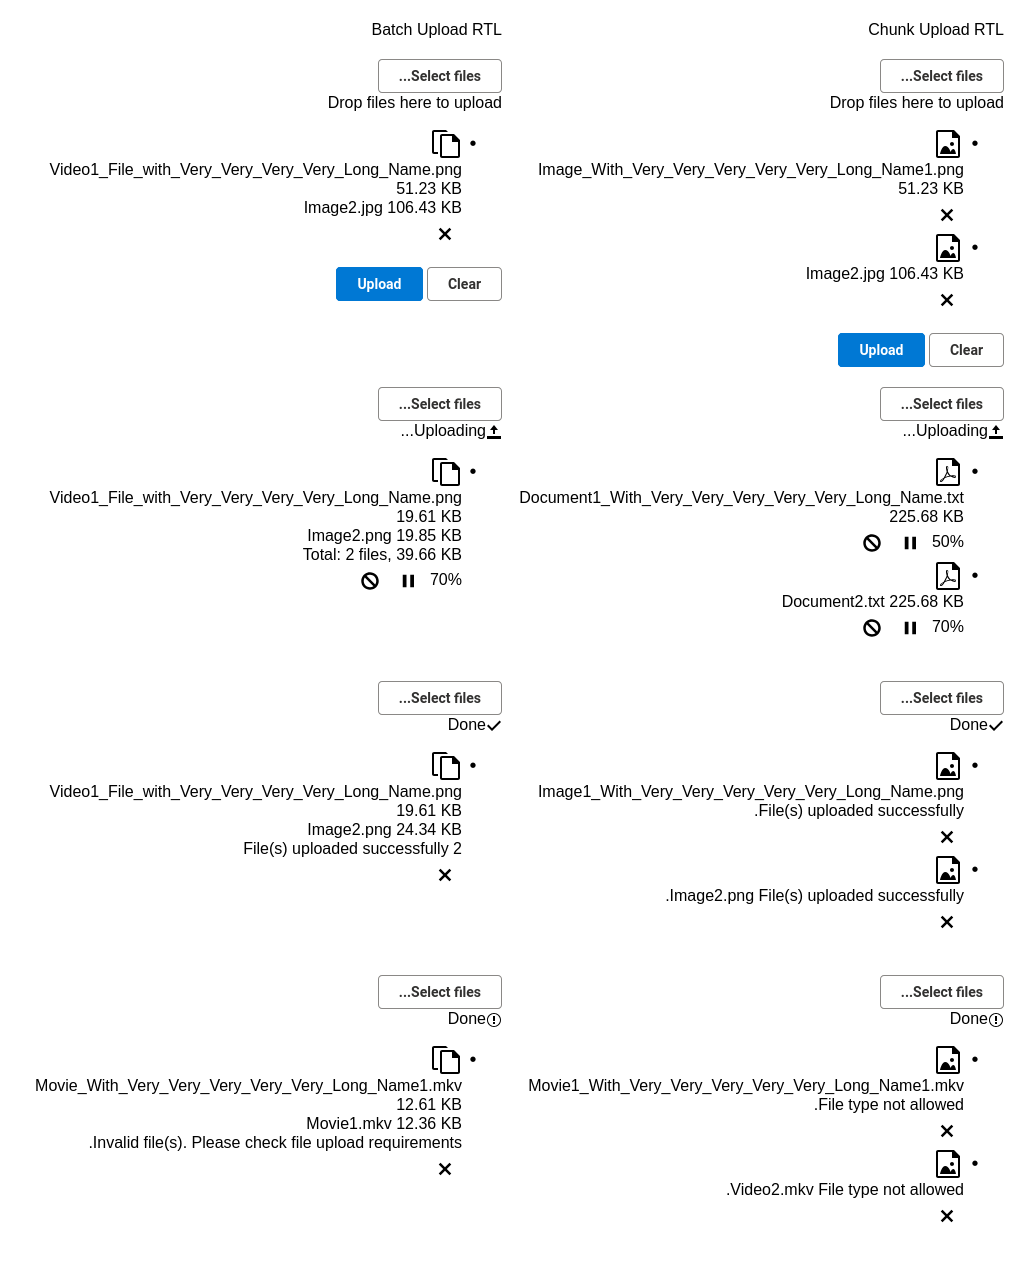 Batch Upload RTL
...Select files
Drop files here to upload
Video1_File_with_Very_Very_Very_Very_Long_Name.png
51.23 KB
Image2.jpg 106.43 KB
Upload
Clear
...Select files
...Uploading
Video1_File_with_Very_Very_Very_Very_Long_Name.png
19.61 KB
Image2.png 19.85 KB
Total: 2 files, 39.66 KB
70%
...Select files
Done
Video1_File_with_Very_Very_Very_Very_Long_Name.png
19.61 KB
Image2.png 24.34 KB
File(s) uploaded successfully 2
...Select files
Done
Movie_With_Very_Very_Very_Very_Very_Long_Name1.mkv
12.61 KB
Movie1.mkv 12.36 KB
.Invalid file(s). Please check file upload requirements
Chunk Upload RTL
...Select files
Drop files here to upload
Image_With_Very_Very_Very_Very_Very_Long_Name1.png
51.23 KB
Image2.jpg 106.43 KB
Upload
Clear
...Select files
...Uploading
Document1_With_Very_Very_Very_Very_Very_Long_Name.txt
225.68 KB
50%
Document2.txt 225.68 KB
70%
...Select files
Done
Image1_With_Very_Very_Very_Very_Very_Long_Name.png
.File(s) uploaded successfully
.Image2.png File(s) uploaded successfully
...Select files
Done
Movie1_With_Very_Very_Very_Very_Very_Long_Name1.mkv
.File type not allowed
.Video2.mkv File type not allowed